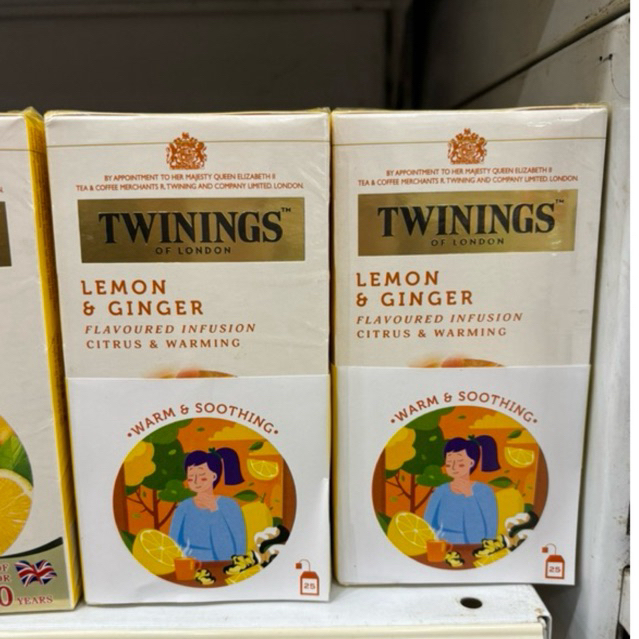 BY APPOINTMENT TO HER MAJESTY QUEEN ELIZABETH II
TEA & COFFEE MERCHANTS R. TWINING AND COMPANY LIMITED. LONDON
TWININGS™
OF LONDON
LEMON
& GINGER
FLAVOURED INFUSION
CITRUS & WARMING
•WARM & SOOTHING•
25
BY APPOINTMENT TO HER MAJESTY QUEEN ELIZABETH II
TEA & COFFEE MERCHANTS R. TWINING AND COMPANY LIMITED. LONDON
TWININGS™
OF LONDON
LEMON
& GINGER
FLAVOURED INFUSION
CITRUS & WARMING
•WARM & SOOTHING•
25
YEARS